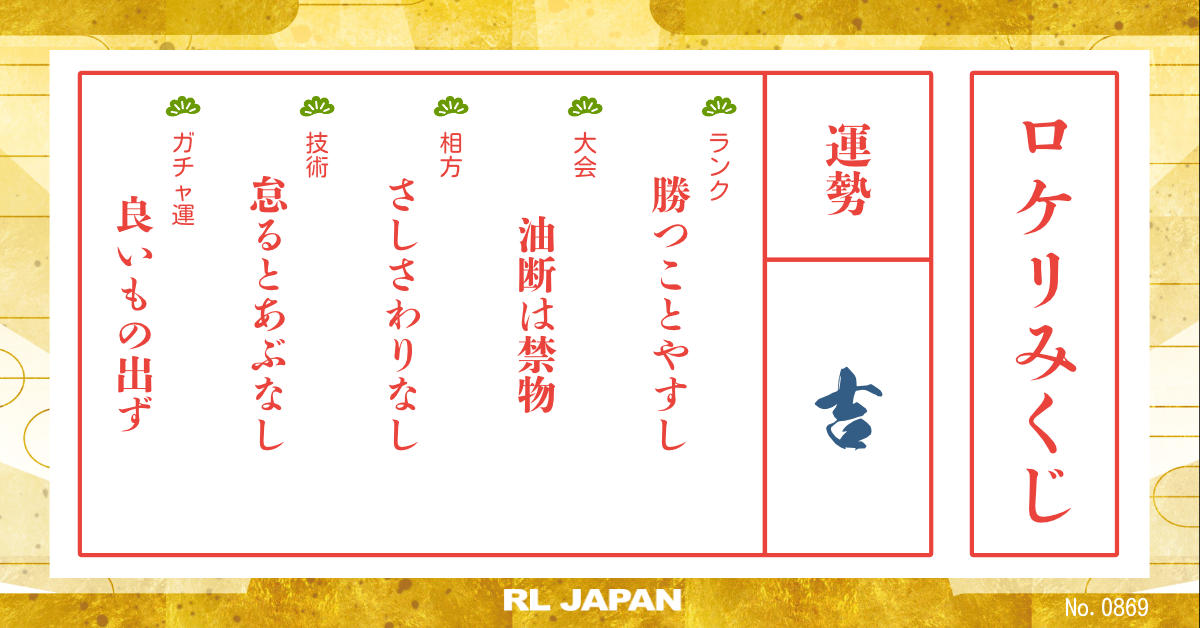 ロケリみくじ
運勢
吉
ランク
勝つことやすし
大会
油断は禁物
相方
さしさわりなし
技術
怠るとあぶなし
ガチャ運
良いもの出ず
RL JAPAN
No. 0869